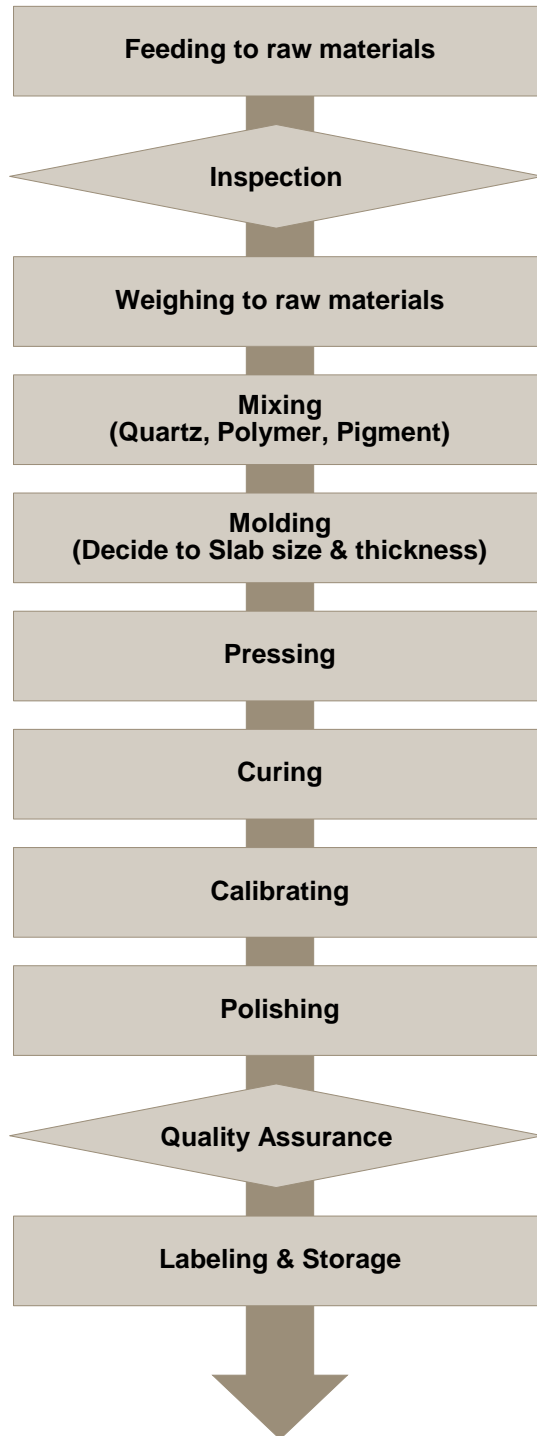 Feeding to raw materials
Inspection
Weighing to raw materials
Mixing
(Quartz, Polymer, Pigment)
Molding
(Decide to Slab size & thickness)
Pressing
Curing
Calibrating
Polishing
Quality Assurance
Labeling & Storage